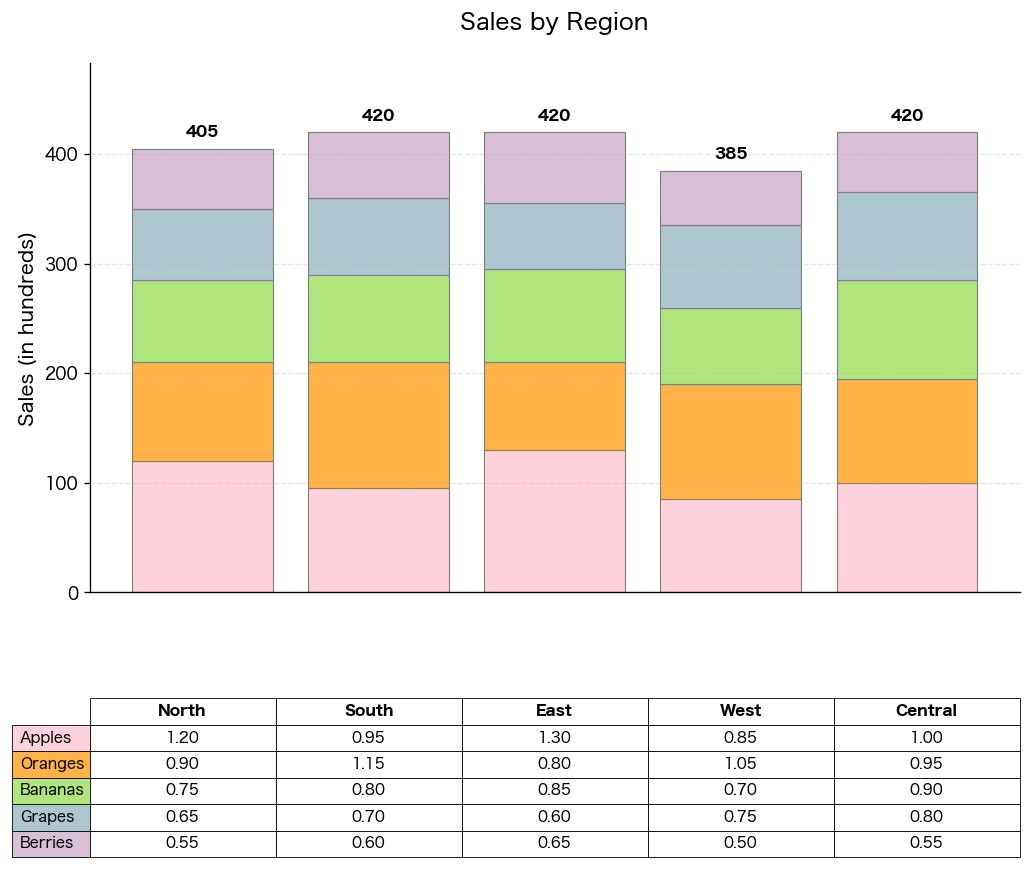 Sales by Region
Sales (in hundreds)
400
300
200
100
0
405
420
420
385
420
North South East West Central
Apples 1.20 0.95 1.30 0.85 1.00
Oranges 0.90 1.15 0.80 1.05 0.95
Bananas 0.75 0.80 0.85 0.70 0.90
Grapes 0.65 0.70 0.60 0.75 0.80
Berries 0.55 0.60 0.65 0.50 0.55